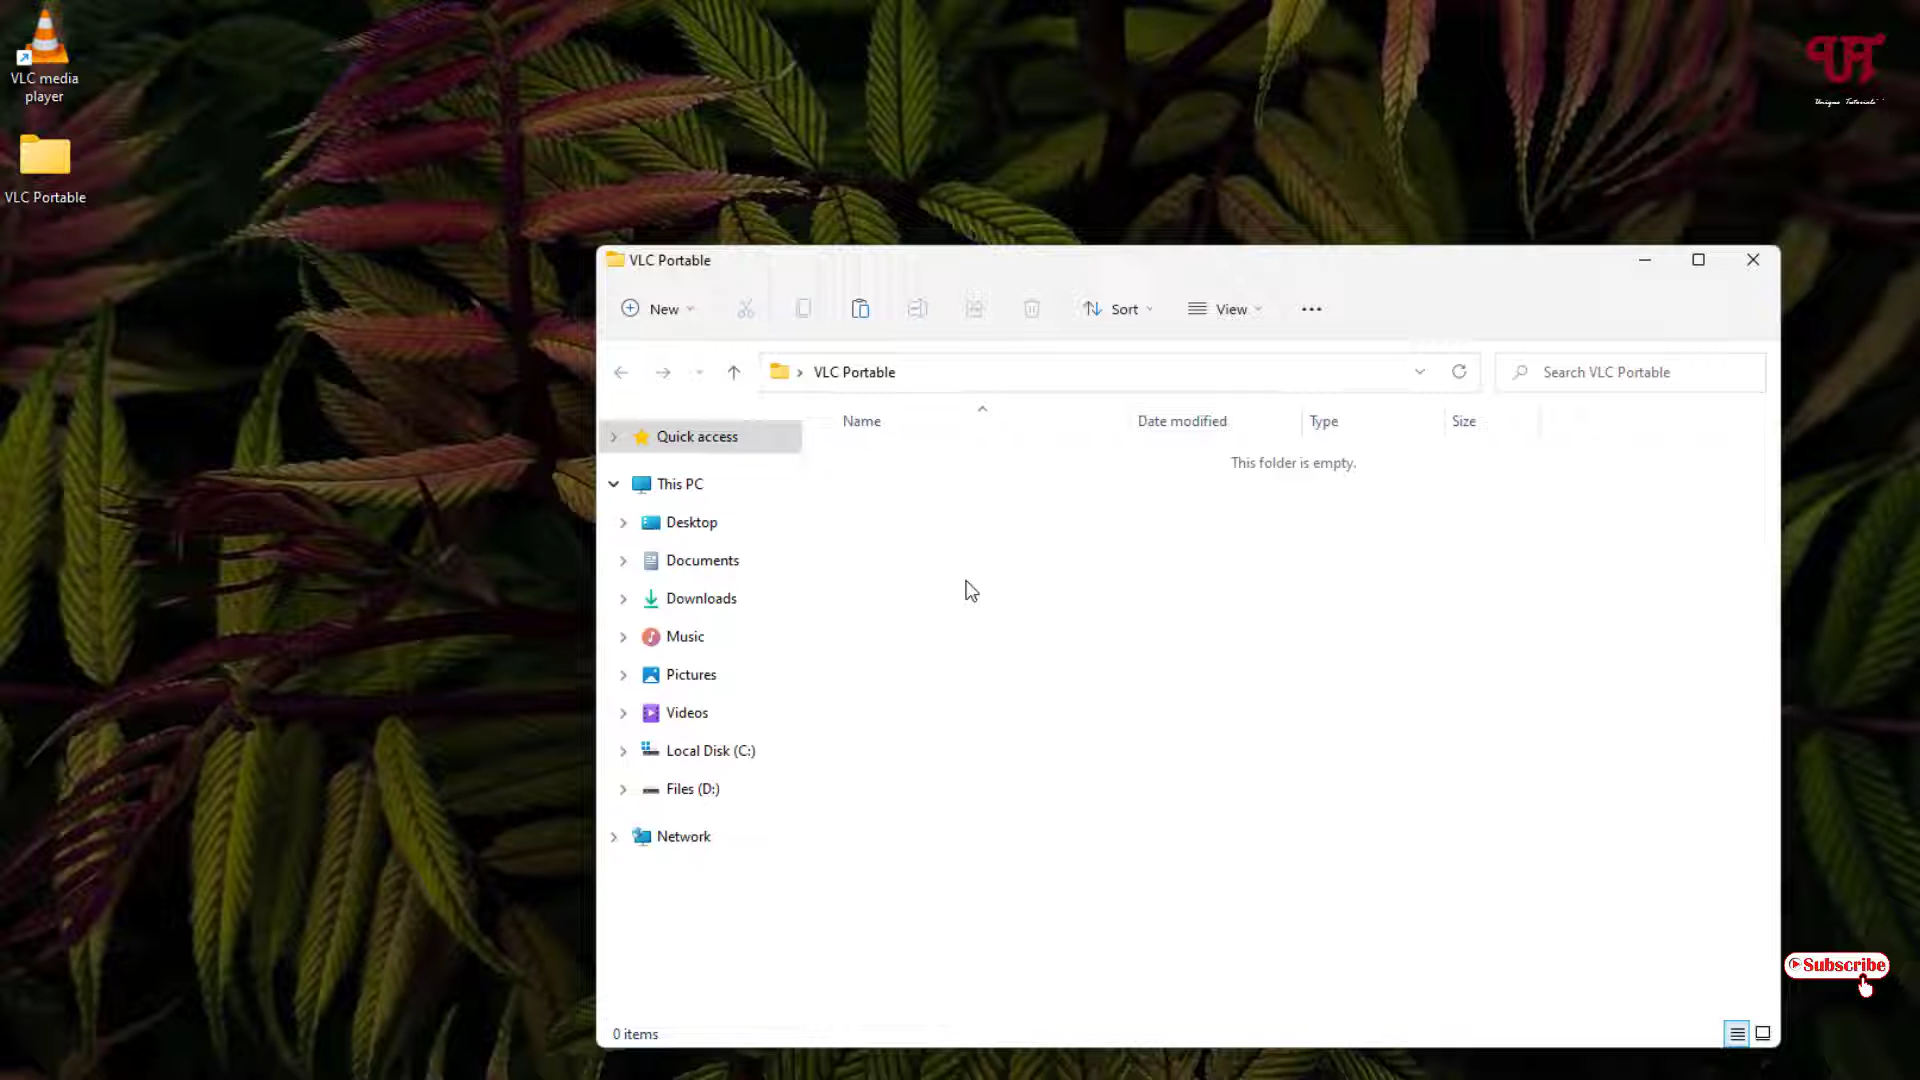 VLC media
player
VLC Portable
Unique Tutorials
VLC Portable
New
Sort
View
VLC Portable
Search VLC Portable
Name
Date modified
Type
Size
This folder is empty.
Quick access
This PC
Desktop
Documents
Downloads
Music
Pictures
Videos
Local Disk (C:)
Files (D:)
Network
Subscribe
0 items